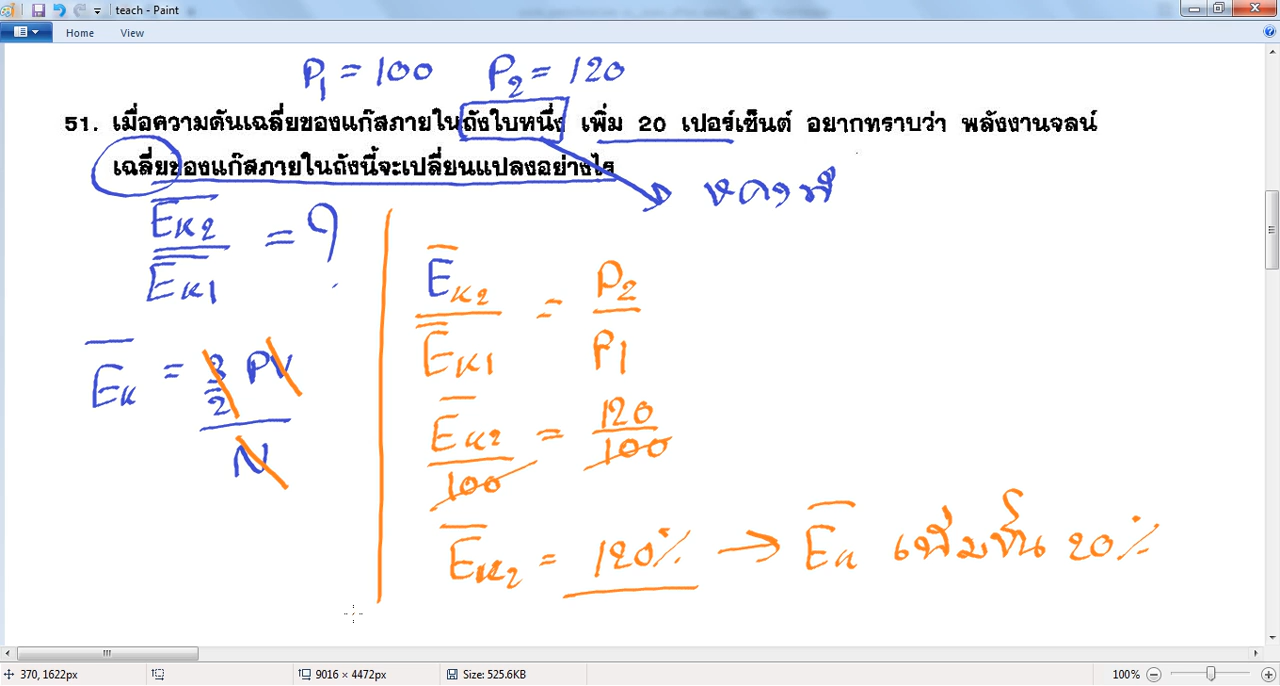 teach - Paint
Home View
P1 = 100 P2 = 120
51. เมื่อความดันเฉลี่ยของแก๊สภายในถังใบหนึ่ง เพิ่ม 20 เปอร์เซ็นต์ อยากทราบว่า พลังงานจลน์
เฉลี่ยของแก๊สภายในถังนี้จะเปลี่ยนแปลงอย่างไร
EK2 / EK1 = ?
EK = 3/2 PV / N
EK2 / EK1 = P2 / P1
EK2 / 100 = 120 / 100
EK2 = 120% → EK เพิ่มขึ้น 20%
370, 1622px 9016 × 4472px Size: 525.6KB 100%